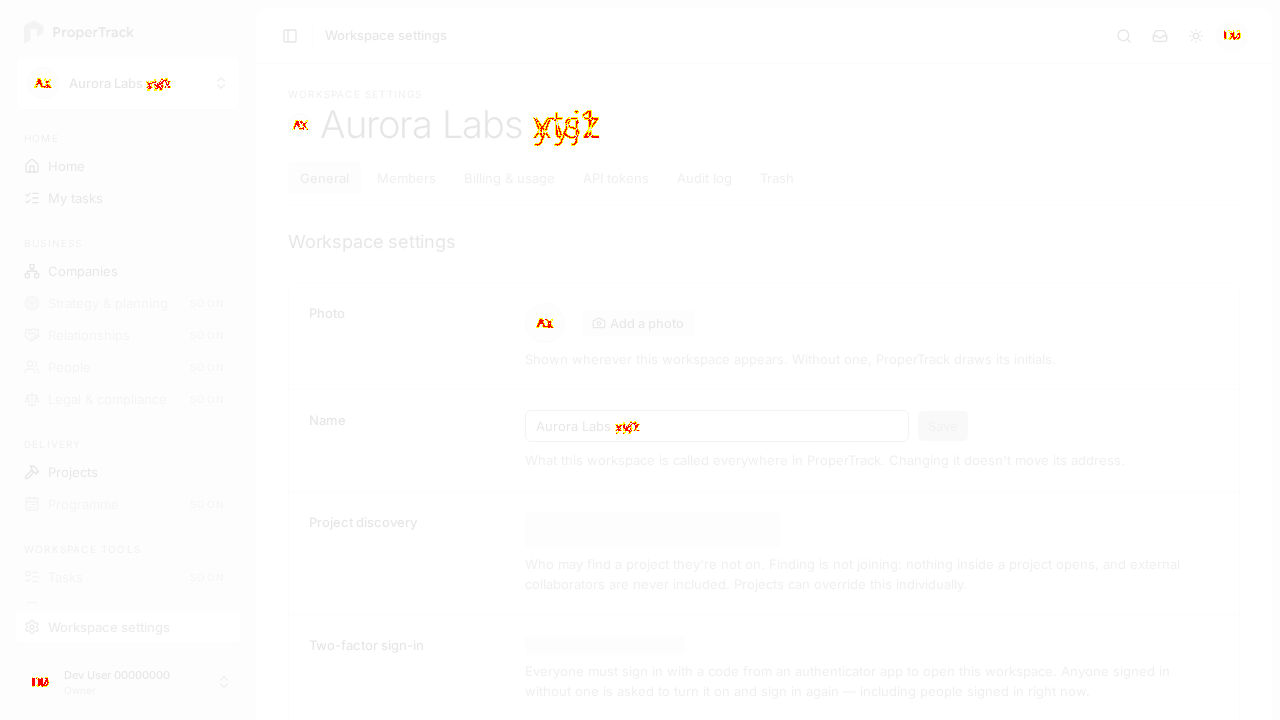 ProperTrack
Aurora Labs
HOME
Home
My tasks
BUSINESS
Companies
Strategy & planning SOON
Relationships SOON
People SOON
Legal & compliance SOON
DELIVERY
Projects
Programme SOON
WORKSPACE TOOLS
Tasks SOON
Workspace settings
Dev User 00000000
Owner
Workspace settings
WORKSPACE SETTINGS
Aurora Labs
General Members Billing & usage API tokens Audit log Trash
Workspace settings
Photo
Add a photo
Shown wherever this workspace appears. Without one, ProperTrack draws its initials.
Name
Aurora Labs
Save
What this workspace is called everywhere in ProperTrack. Changing it doesn't move its address.
Project discovery
Who may find a project they're not on. Finding is not joining: nothing inside a project opens, and external
collaborators are never included. Projects can override this individually.
Two-factor sign-in
Everyone must sign in with a code from an authenticator app to open this workspace. Anyone signed in
without one is asked to turn it on and sign in again — including people signed in right now.